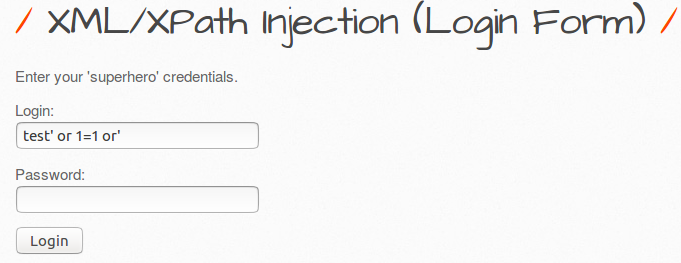 / XML/XPath Injection (Login Form) /
Enter your 'superhero' credentials.
Login:
test' or 1=1 or'
Password:
Login